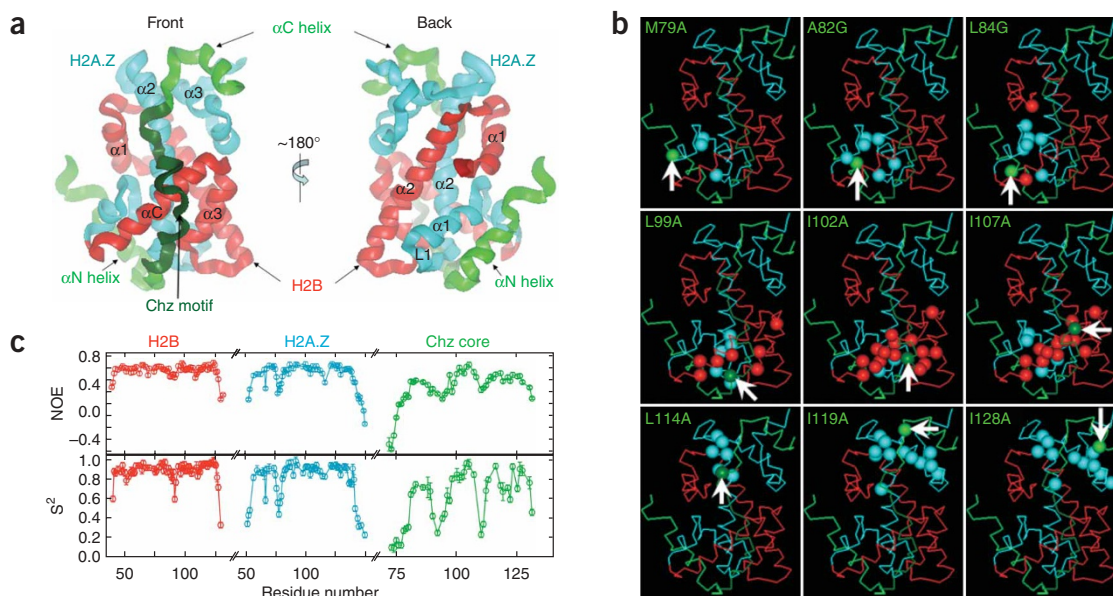 a
Front
αC helix
Back
H2A.Z
H2A.Z
α2
α3
α1
α1
~180°
α2
α2
αC
α3
α1
L1
αN helix
H2B
αN helix
Chz motif
b
M79A
A82G
L84G
L99A
I102A
I107A
L114A
I119A
I128A
c
H2B
H2A.Z
Chz core
0.8
0.4
0.0
–0.4
NOE
1.0
0.8
0.6
0.4
0.2
0.0
S²
50
100
50
100
75
100
125
Residue number